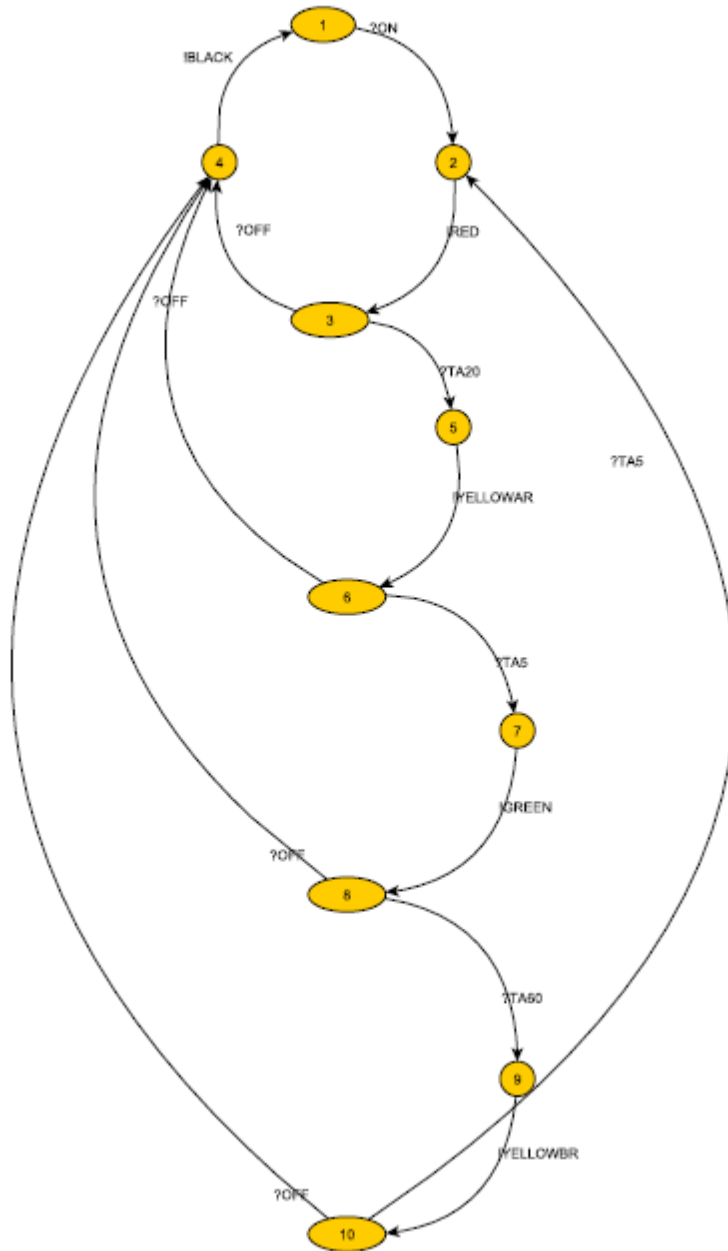 1
?ON
!BLACK
4
2
?OFF
!RED
?OFF
3
?TA20
5
?TA5
!YELLOWAR
6
?TA5
7
!GREEN
?OFF
8
?TA60
9
!YELLOWBR
?OFF
10